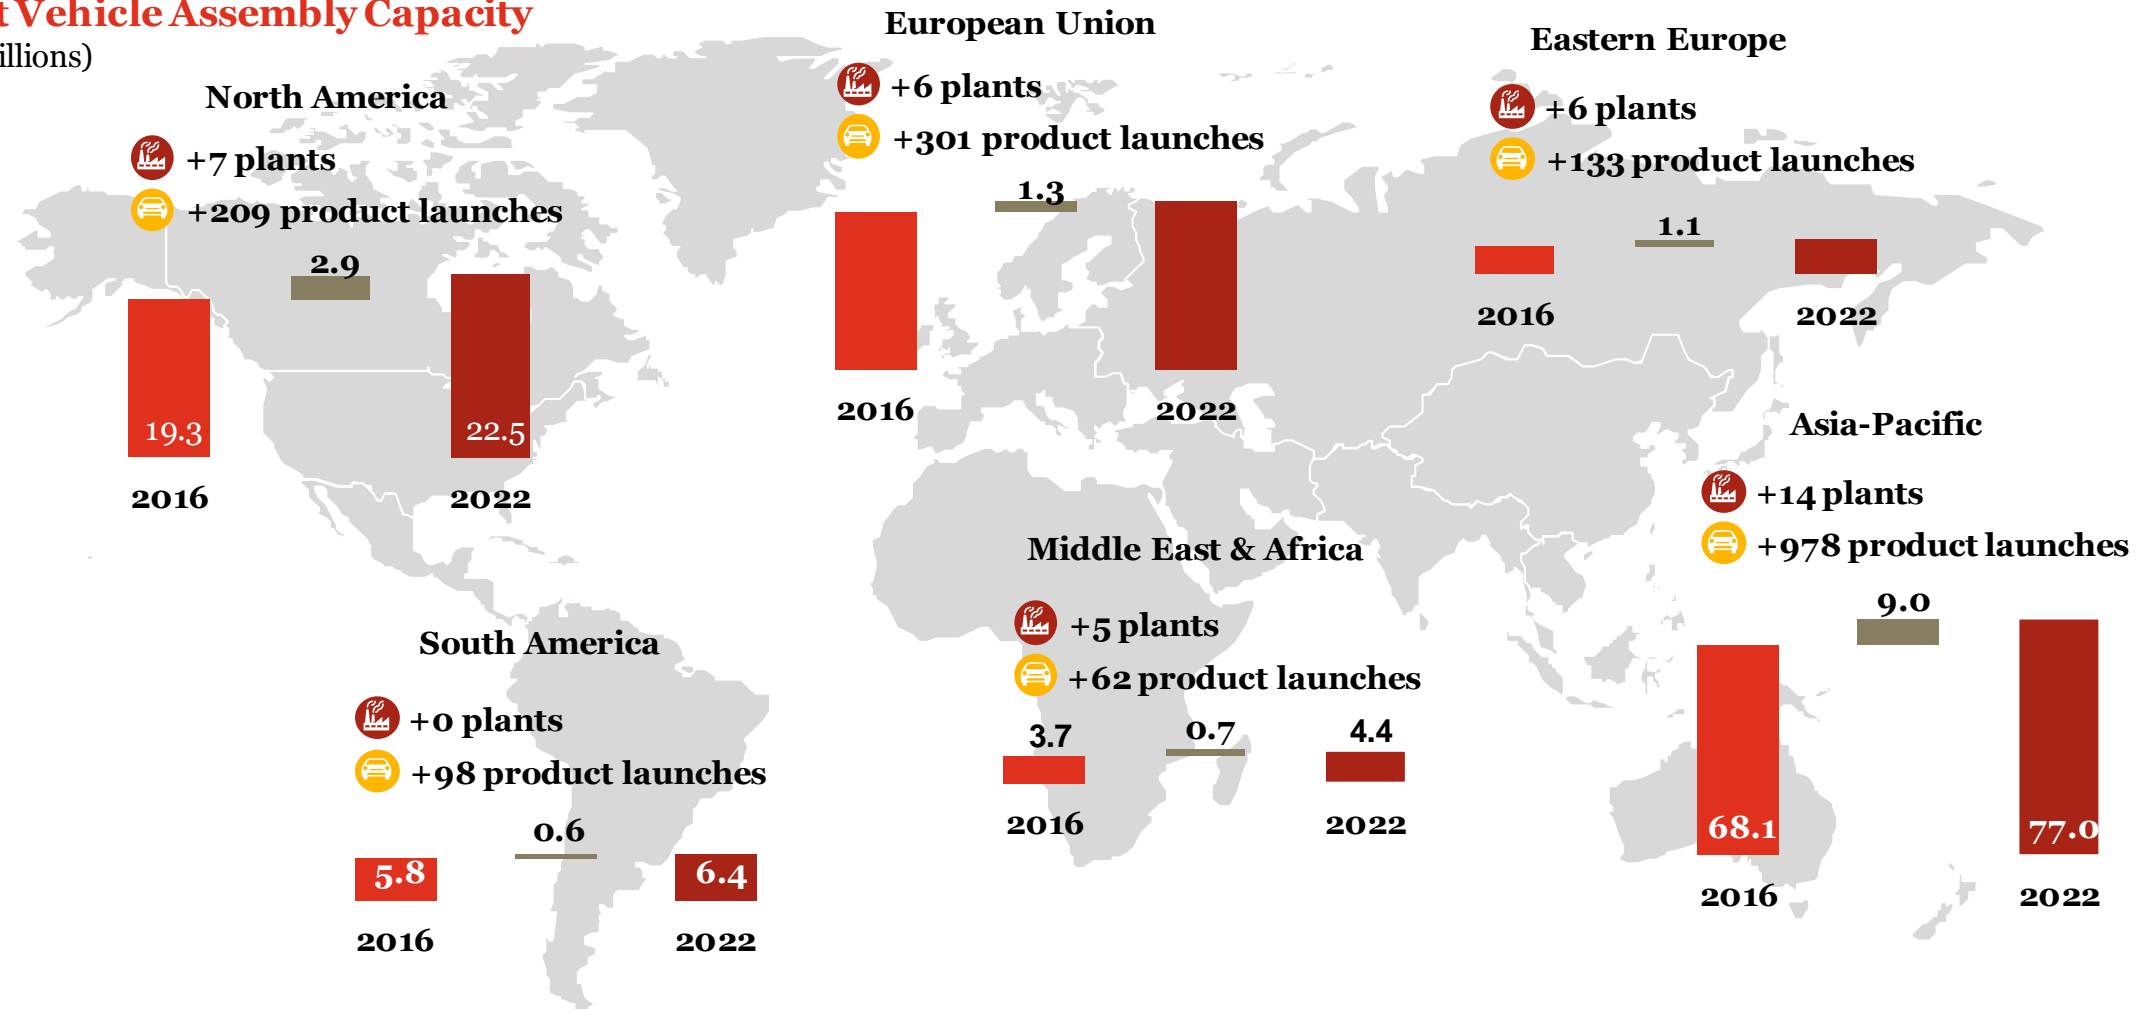 t Vehicle Assembly Capacity
illions)
North America
+7 plants
+209 product launches
2.9
19.3
22.5
2016
2022
European Union
+6 plants
+301 product launches
1.3
2016
2022
Eastern Europe
+6 plants
+133 product launches
1.1
2016
2022
South America
+0 plants
+98 product launches
0.6
5.8
6.4
2016
2022
Middle East & Africa
+5 plants
+62 product launches
3.7
0.7
4.4
2016
2022
Asia-Pacific
+14 plants
+978 product launches
9.0
68.1
77.0
2016
2022